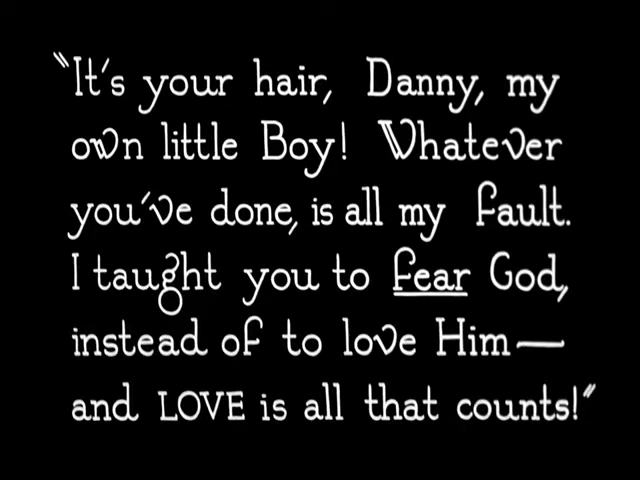 "It's your hair, Danny, my
own little Boy! Whatever
you've done, is all my fault.
I taught you to fear God,
instead of to love Him—
and LOVE is all that counts!"